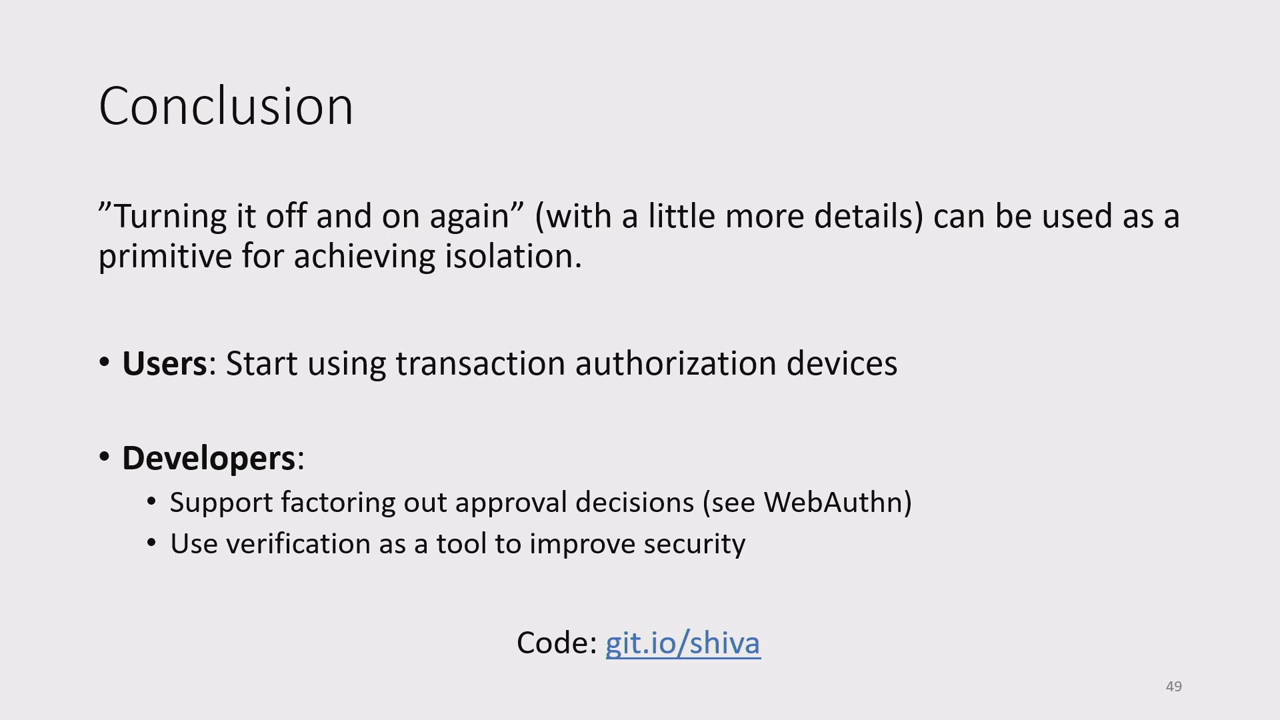 Conclusion
”Turning it off and on again” (with a little more details) can be used as a
primitive for achieving isolation.
• Users: Start using transaction authorization devices
• Developers:
• Support factoring out approval decisions (see WebAuthn)
• Use verification as a tool to improve security
Code: git.io/shiva
49